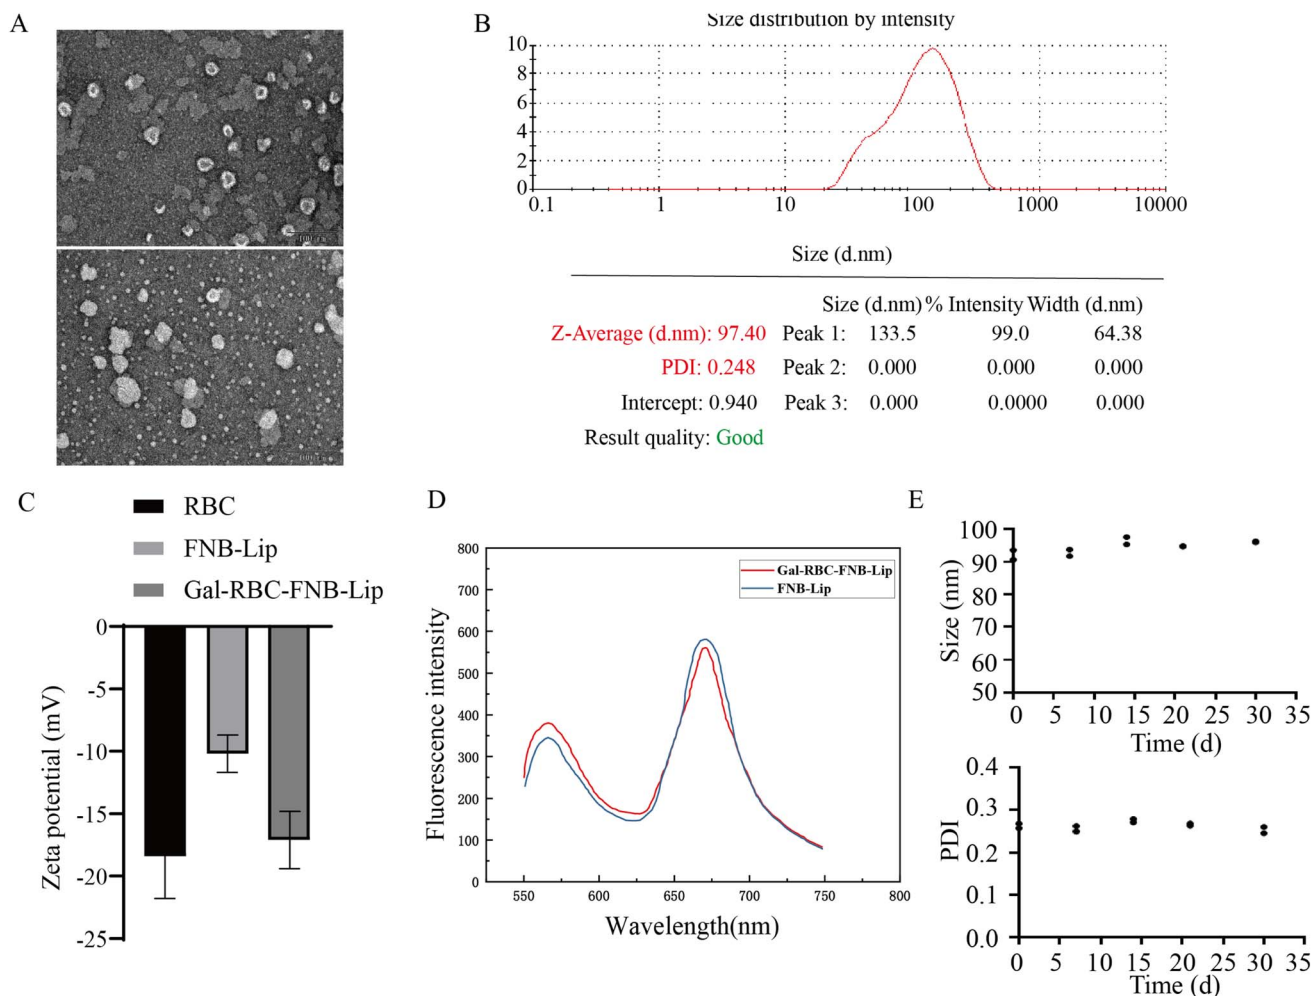 A
B
Size distribution by intensity
10
8
6
4
2
0
0.1 1 10 100 1000 10000
Size (d.nm)
Size (d.nm) % Intensity Width (d.nm)
Z-Average (d.nm): 97.40 Peak 1: 133.5 99.0 64.38
PDI: 0.248 Peak 2: 0.000 0.000 0.000
Intercept: 0.940 Peak 3: 0.000 0.0000 0.000
Result quality: Good
C
RBC
FNB-Lip
Gal-RBC-FNB-Lip
0
-5
-10
-15
-20
-25
Zeta potential (mV)
D
800
700
600
500
400
300
200
100
0
Fluorescence intensity
Gal-RBC-FNB-Lip
FNB-Lip
550 600 650 700 750 800
Wavelength(nm)
E
100
90
80
70
60
50
Size (nm)
0 5 10 15 20 25 30 35
Time (d)
0.4
0.3
0.2
0.1
0.0
PDI
0 5 10 15 20 25 30 35
Time (d)